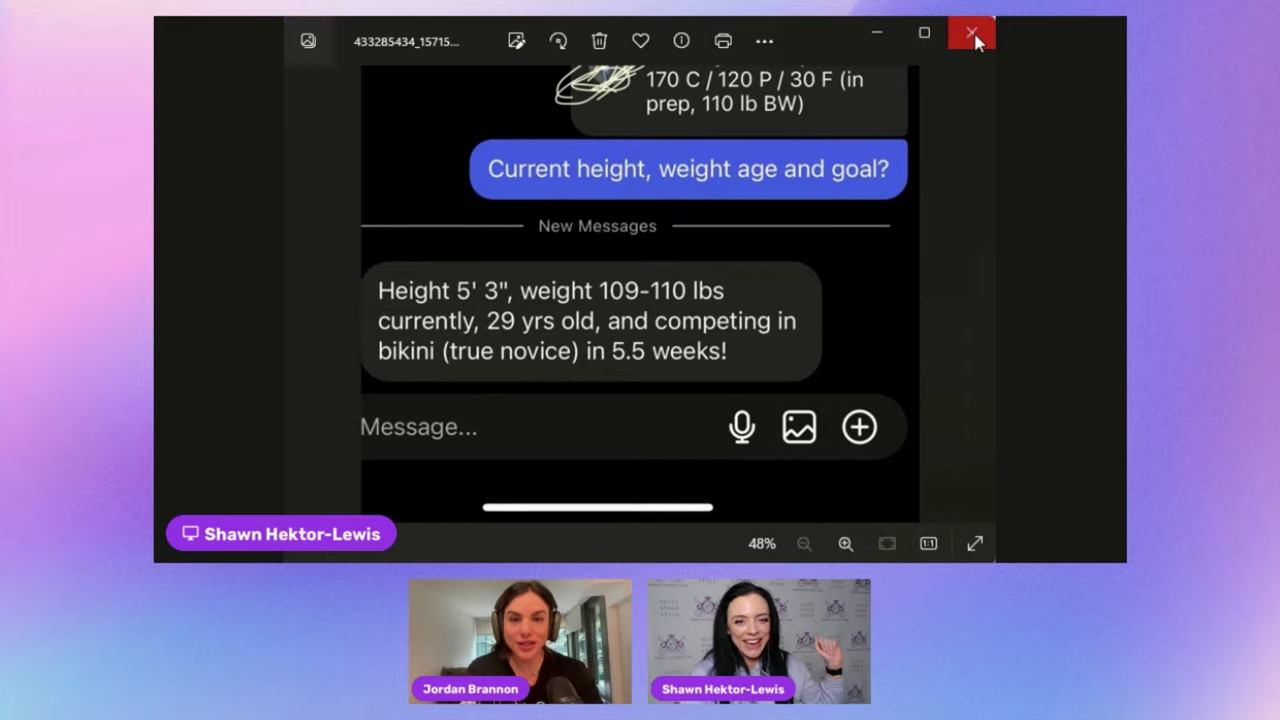 433285434_15715...
170 C / 120 P / 30 F (in
prep, 110 lb BW)
Current height, weight age and goal?
New Messages
Height 5' 3", weight 109-110 lbs
currently, 29 yrs old, and competing in
bikini (true novice) in 5.5 weeks!
Message...
Shawn Hektor-Lewis
48%
1:1
Jordan Brannon
Shawn Hektor-Lewis